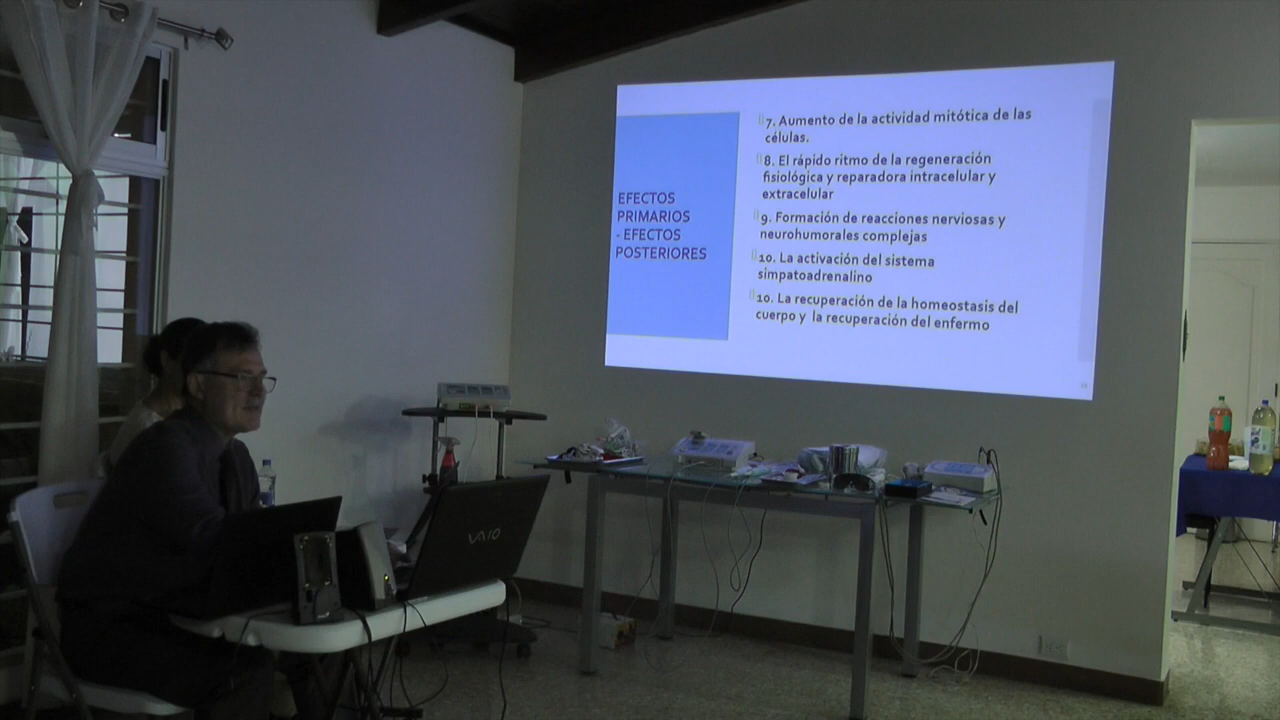 EFECTOS
PRIMARIOS
- EFECTOS
POSTERIORES
7. Aumento de la actividad mitótica de las
células.
8. El rápido ritmo de la regeneración
fisiológica y reparadora intracelular y
extracelular
9. Formación de reacciones nerviosas y
neurohumorales complejas
10. La activación del sistema
simpatoadrenalino
10. La recuperación de la homeostasis del
cuerpo y la recuperación del enfermo
VAIO